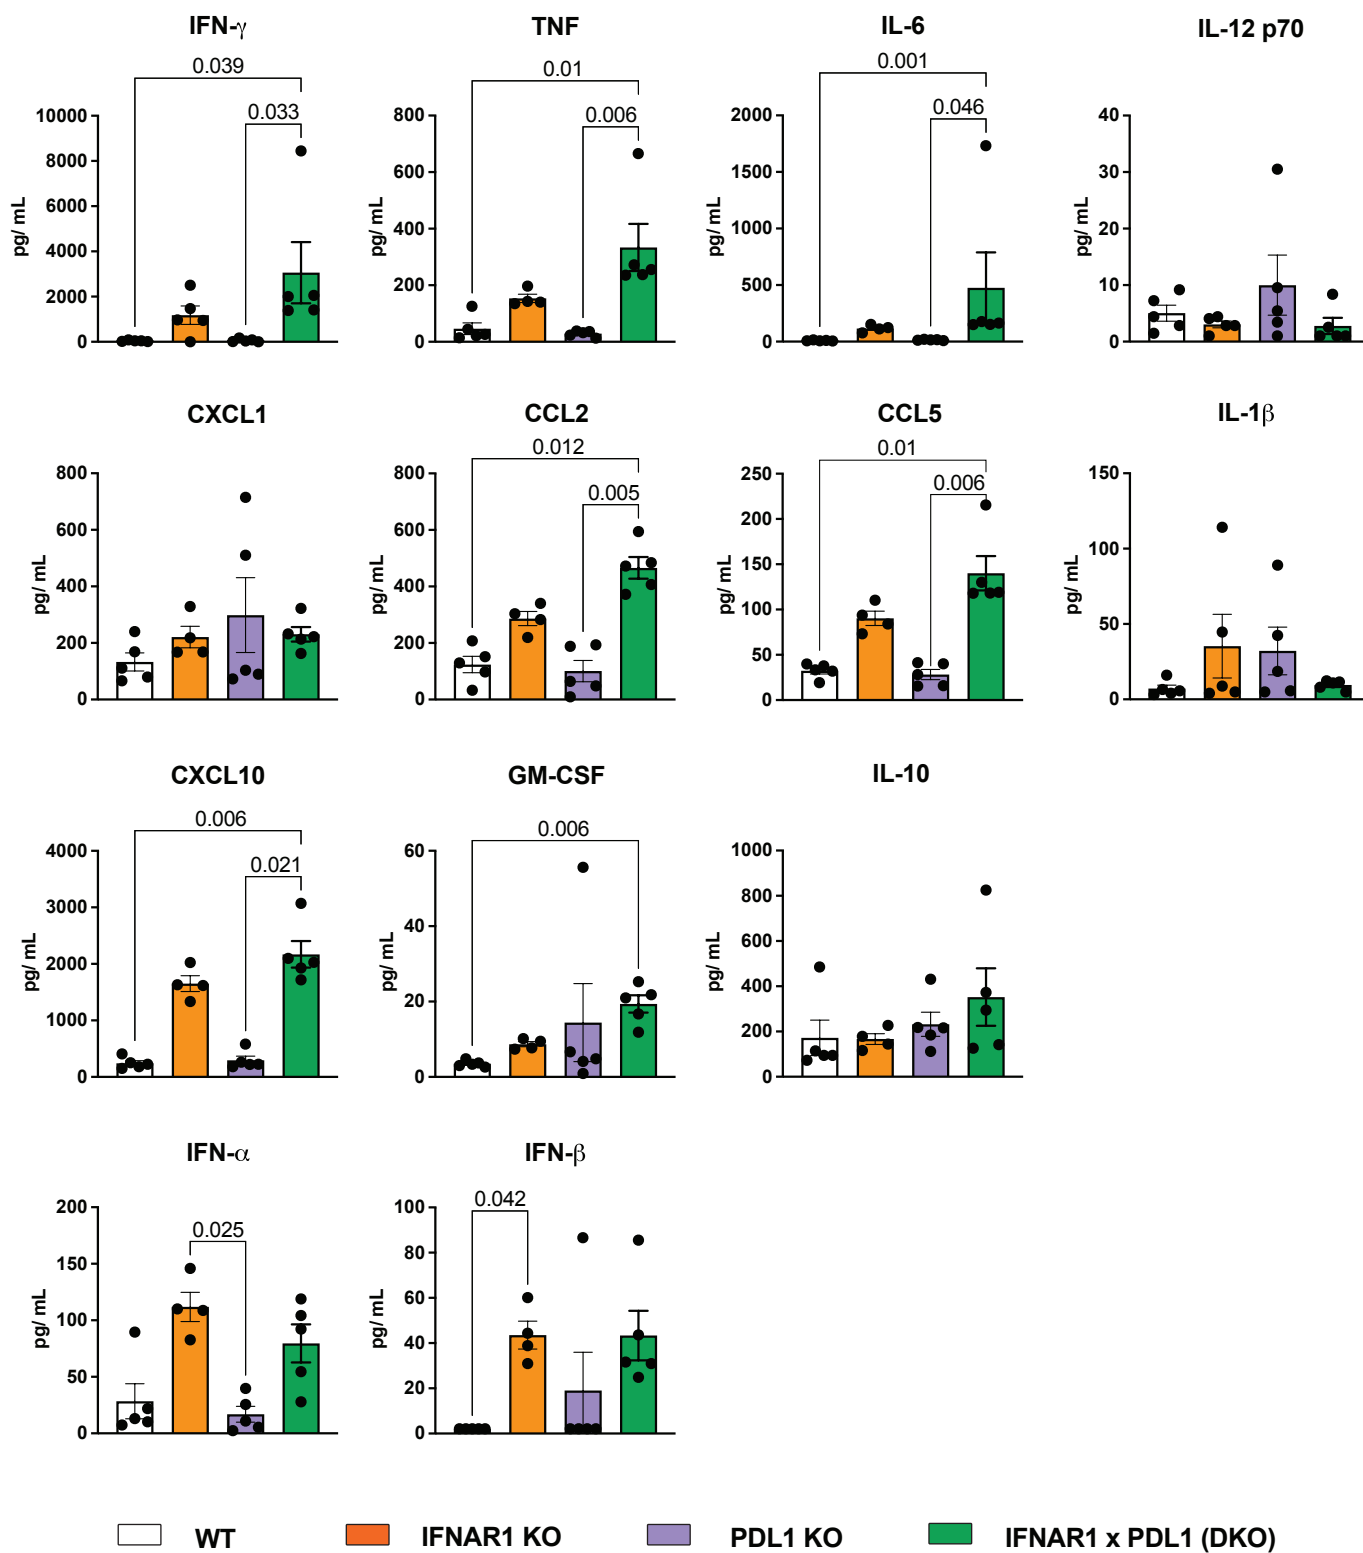 IFN-γ
0.039
0.033
10000
8000
6000
4000
2000
0
pg/ mL
TNF
0.01
0.006
800
600
400
200
0
pg/ mL
IL-6
0.001
0.046
2000
1500
1000
500
0
pg/ mL
IL-12 p70
40
30
20
10
0
pg/ mL
CXCL1
800
600
400
200
0
pg/ mL
CCL2
0.012
0.005
800
600
400
200
0
pg/ mL
CCL5
0.01
0.006
250
200
150
100
50
0
pg/ mL
IL-1β
150
100
50
0
pg/ mL
CXCL10
0.006
0.021
4000
3000
2000
1000
0
pg/ mL
GM-CSF
0.006
60
40
20
0
pg/ mL
IL-10
1000
800
600
400
200
0
pg/ mL
IFN-α
0.025
200
150
100
50
0
pg/ mL
IFN-β
0.042
100
80
60
40
20
0
pg/ mL
WT
IFNAR1 KO
PDL1 KO
IFNAR1 x PDL1 (DKO)